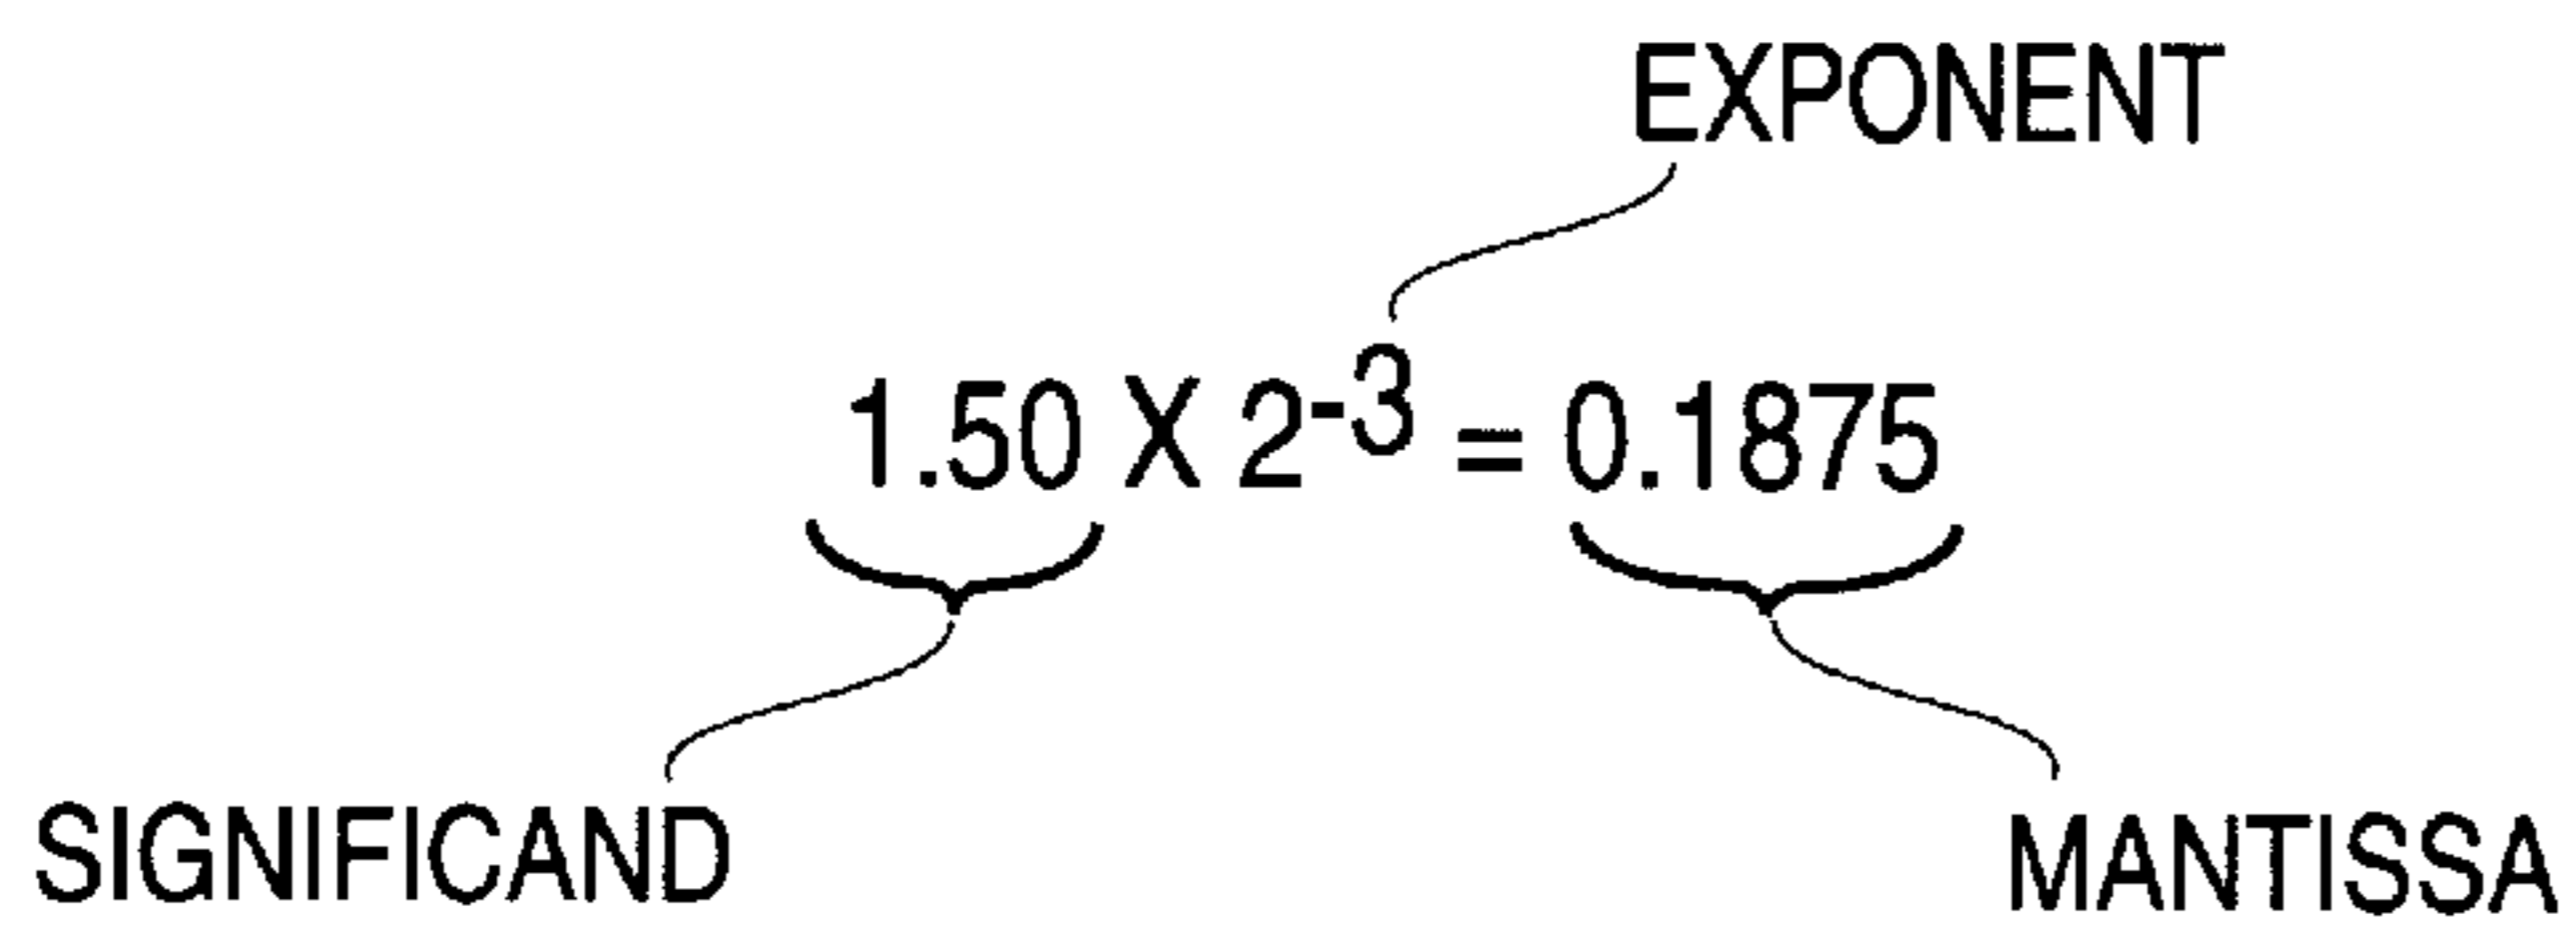 EXPONENT
1.50 X 2-3 = 0.1875
SIGNIFICAND
MANTISSA